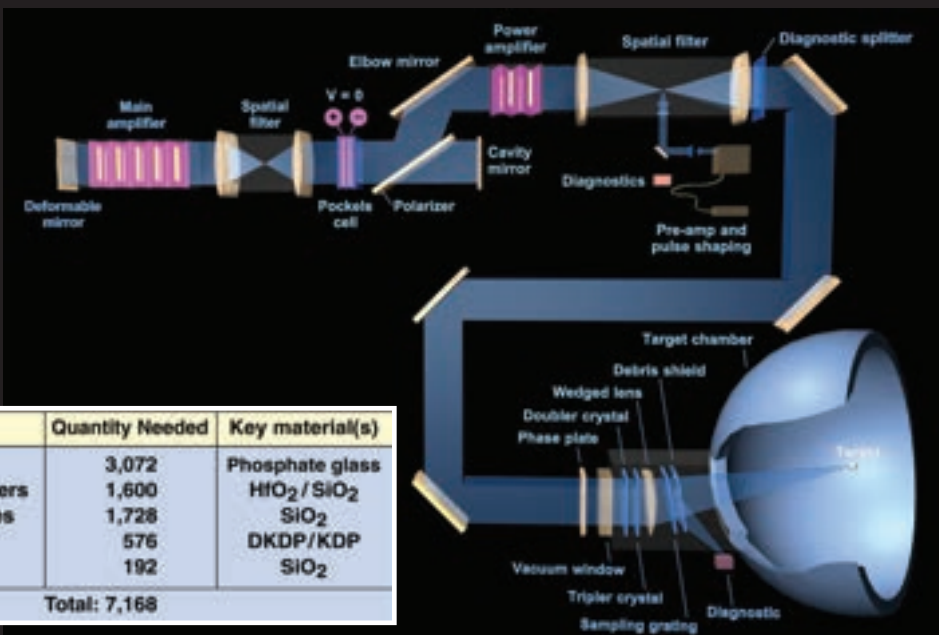 Power
amplifier
Spatial filter
Diagnostic splitter
Elbow mirror
V = 0
Main
amplifier
Spatial
filter
Cavity
mirror
Diagnostics
Deformable
mirror
Pockels
cell
Polarizer
Pre-amp and
pulse shaping
Target chamber
Debris shield
Wedged lens
Doubler crystal
Phase plate
Target
Vacuum window
Tripler crystal
Sampling grating
Diagnostic
Quantity Needed Key material(s)
3,072 Phosphate glass
ers 1,600 HfO2 / SiO2
es 1,728 SiO2
576 DKDP/KDP
192 SiO2
Total: 7,168